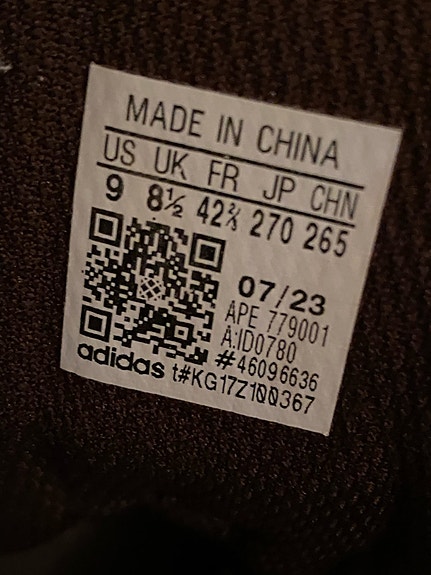 MADE IN CHINA
US UK FR JP CHN
9 8½ 42⅔ 270 265
07/23
APE 779001
A:ID0780
#46096636
adidas t#KG17Z100367